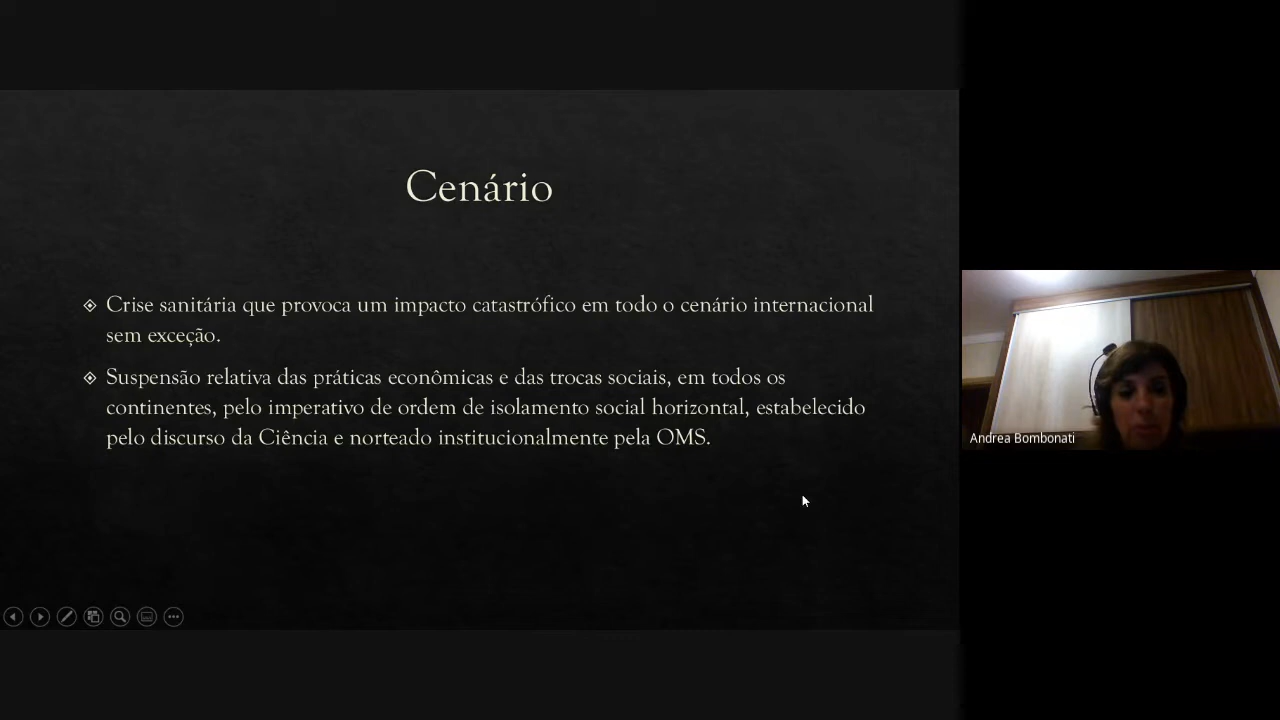 Cenário
Crise sanitária que provoca um impacto catastrófico em todo o cenário internacional
sem exceção.
Suspensão relativa das práticas econômicas e das trocas sociais, em todos os
continentes, pelo imperativo de ordem de isolamento social horizontal, estabelecido
pelo discurso da Ciência e norteado institucionalmente pela OMS.
Andrea Bombonati